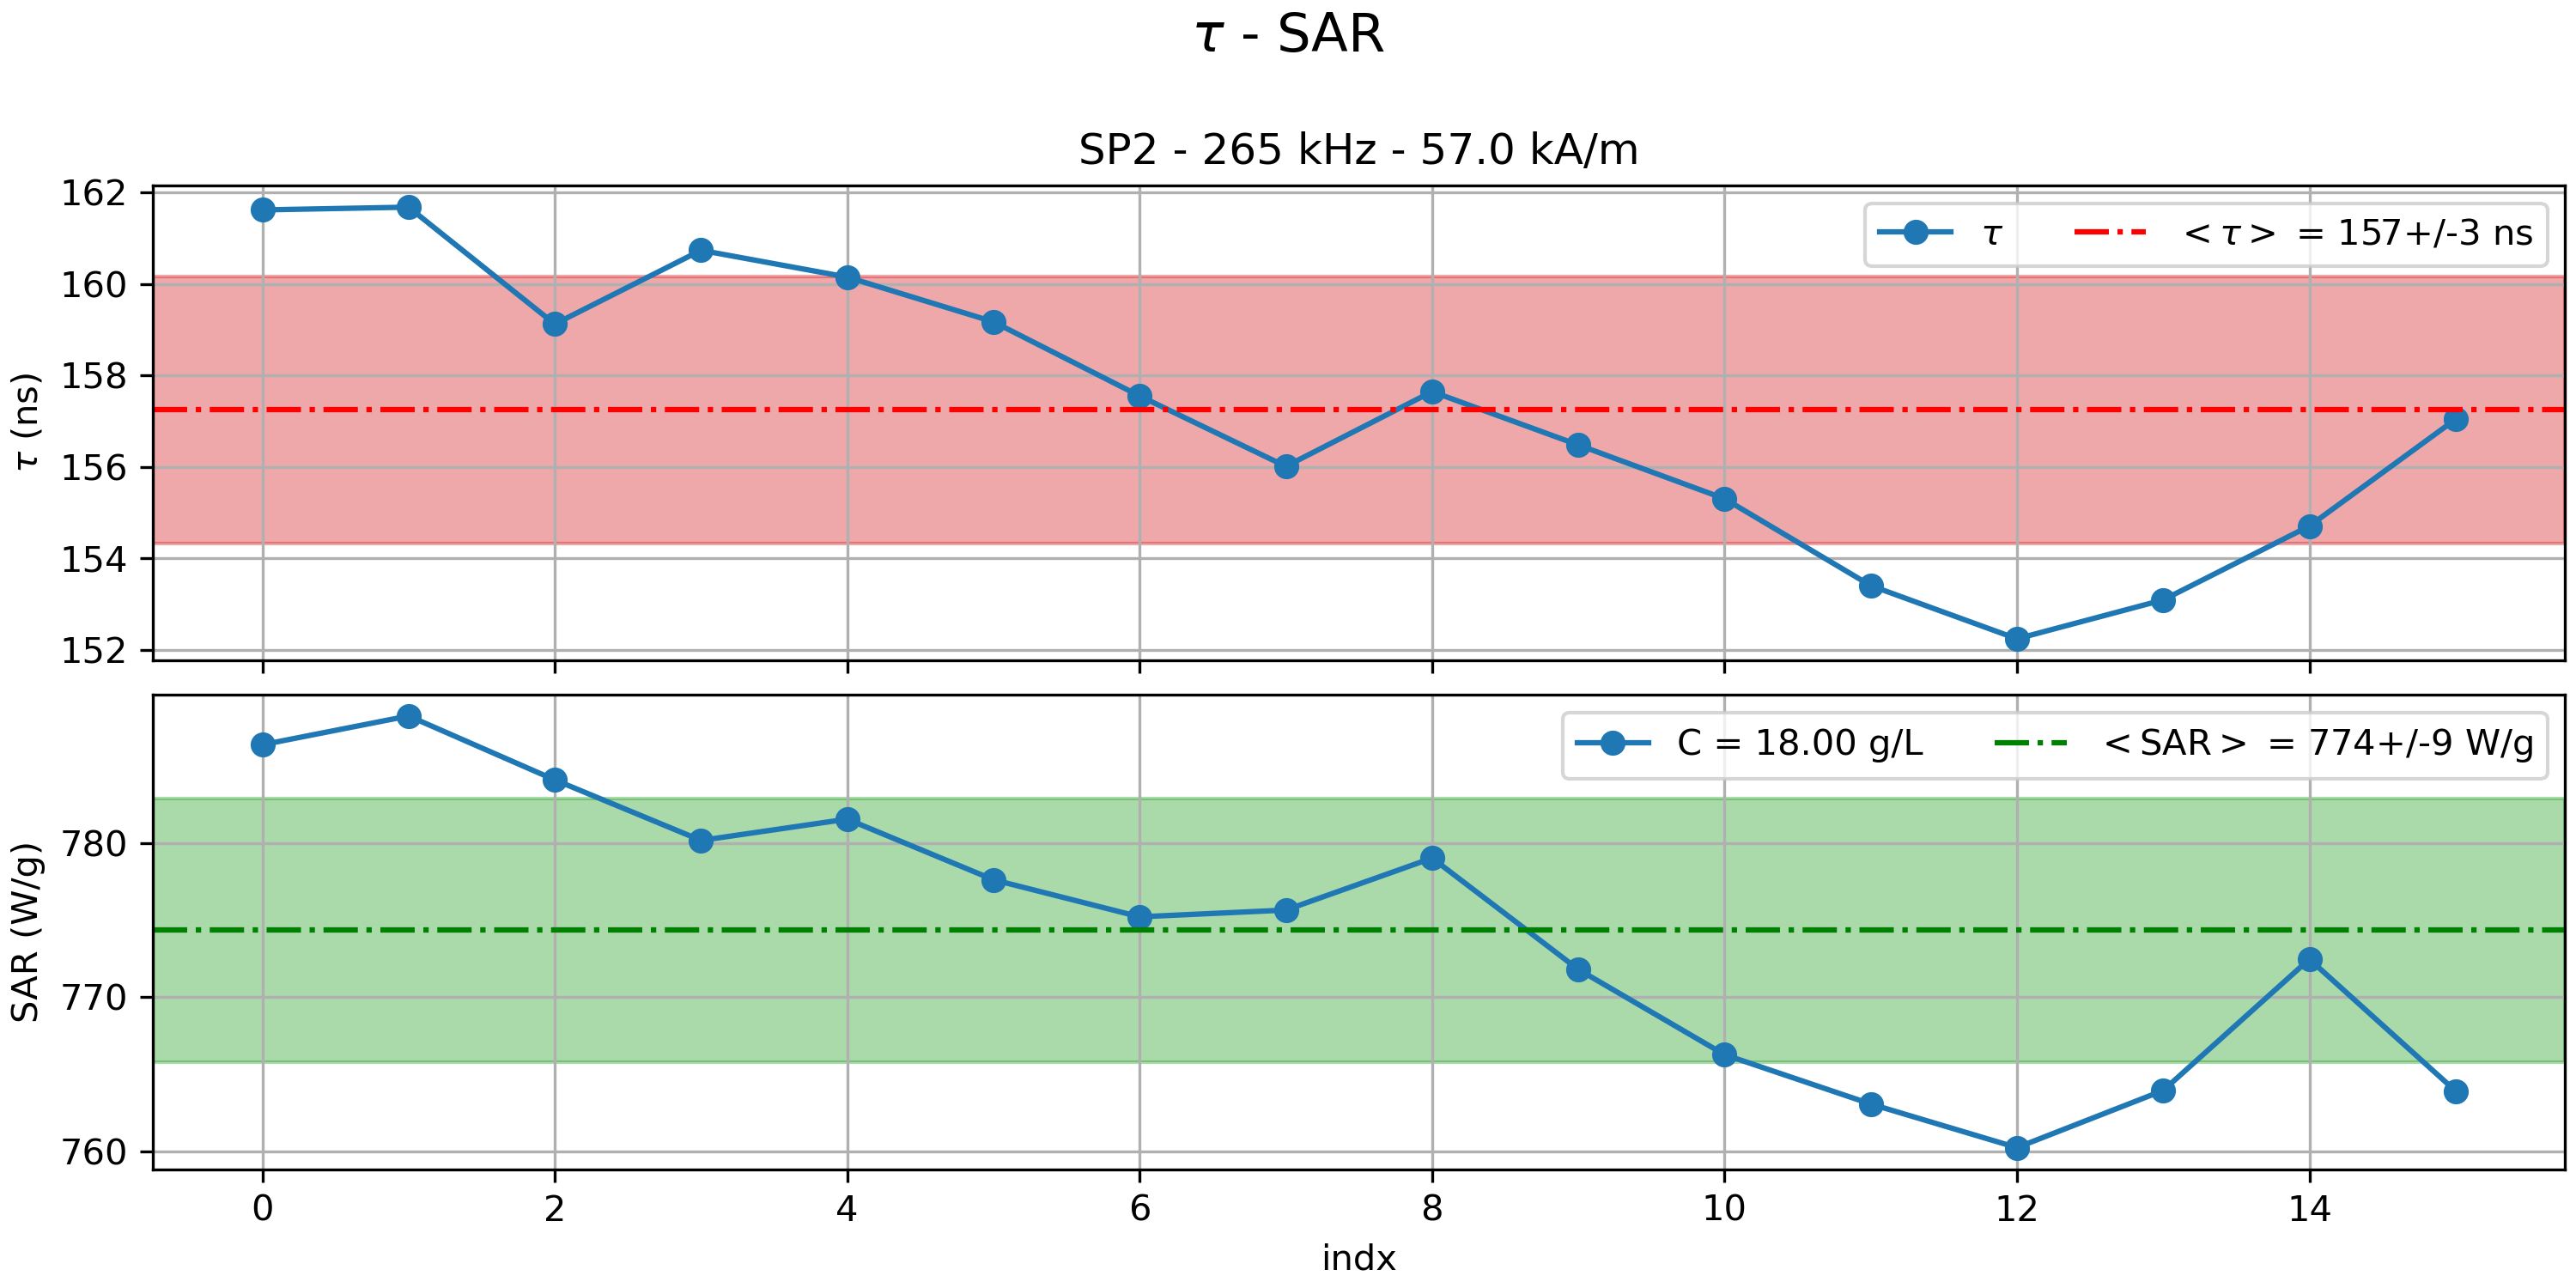 τ - SAR
SP2 - 265 kHz - 57.0 kA/m
162
160
158
156
154
152
τ (ns)
τ
<τ> = 157+/-3 ns
780
770
760
SAR (W/g)
C = 18.00 g/L
<SAR> = 774+/-9 W/g
0 2 4 6 8 10 12 14
indx